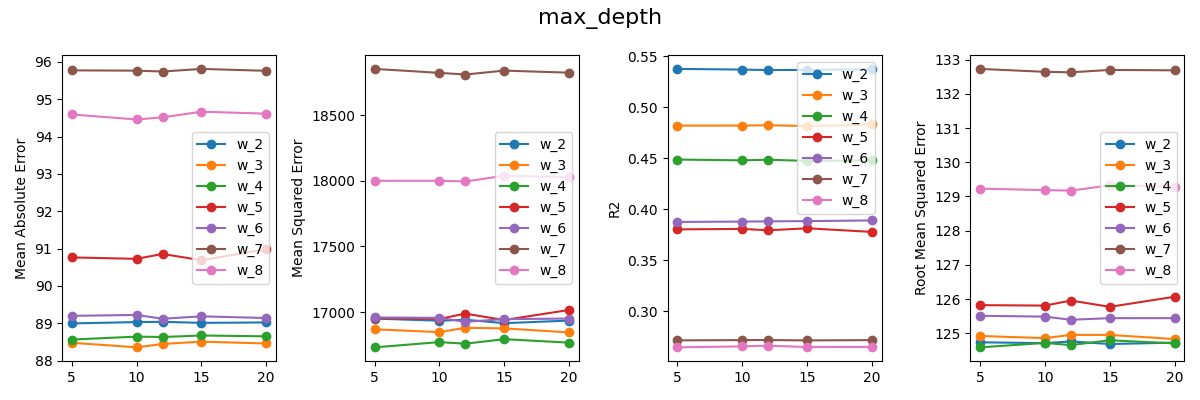 max_depth
Mean Absolute Error
96
95
94
93
92
91
90
89
88
5
10
15
20
w_2
w_3
w_4
w_5
w_6
w_7
w_8
Mean Squared Error
18500
18000
17500
17000
5
10
15
20
w_2
w_3
w_4
w_5
w_6
w_7
w_8
R2
0.55
0.50
0.45
0.40
0.35
0.30
5
10
15
20
w_2
w_3
w_4
w_5
w_6
w_7
w_8
Root Mean Squared Error
133
132
131
130
129
128
127
126
125
5
10
15
20
w_2
w_3
w_4
w_5
w_6
w_7
w_8